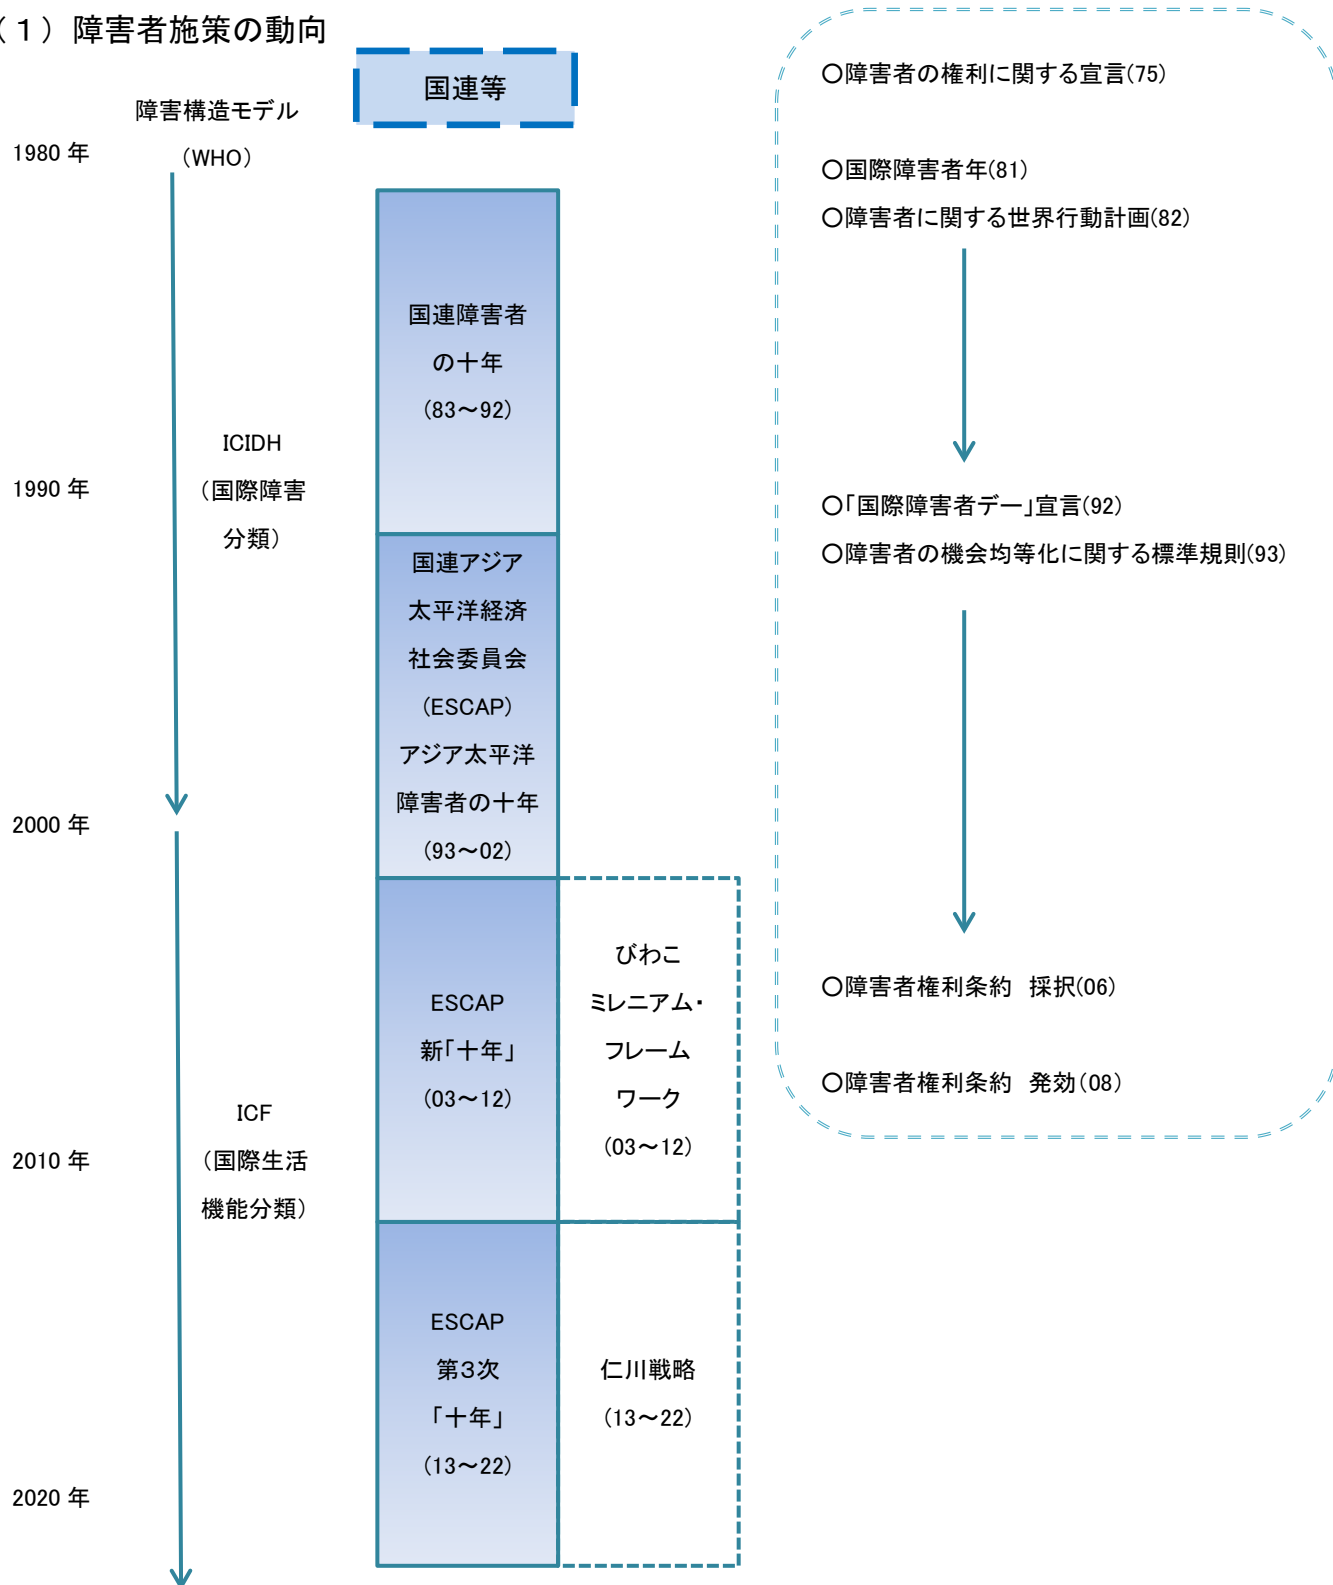 （1）障害者施策の動向
国連等
障害構造モデル
（WHO）
1980 年
1990 年
2000 年
2010 年
2020 年
ICIDH
（国際障害
分類）
ICF
（国際生活
機能分類）
国連障害者
の十年
（83～92）
国連アジア
太平洋経済
社会委員会
（ESCAP）
アジア太平洋
障害者の十年
（93～02）
ESCAP
新「十年」
（03～12）
びわこ
ミレニアム・
フレーム
ワーク
（03～12）
ESCAP
第3次
「十年」
（13～22）
仁川戦略
（13～22）
○障害者の権利に関する宣言(75)
○国際障害者年(81)
○障害者に関する世界行動計画(82)
○「国際障害者デー」宣言(92)
○障害者の機会均等化に関する標準規則(93)
○障害者権利条約 採択(06)
○障害者権利条約 発効(08)